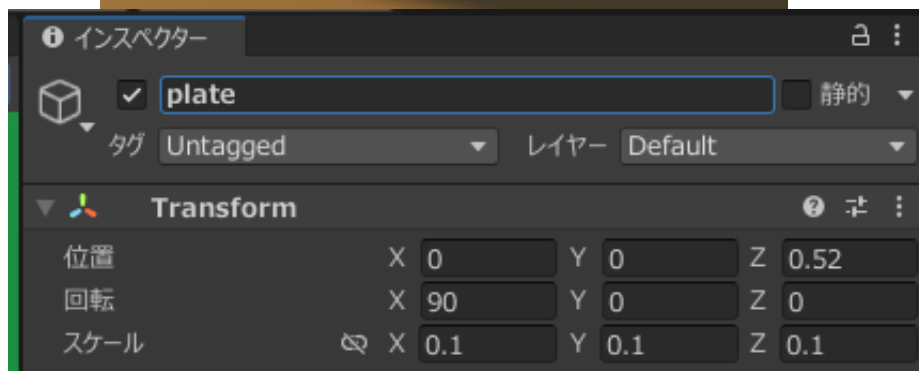 インスペクター
plate 静的
タグ Untagged レイヤー Default
Transform
位置 X 0 Y 0 Z 0.52
回転 X 90 Y 0 Z 0
スケール X 0.1 Y 0.1 Z 0.1